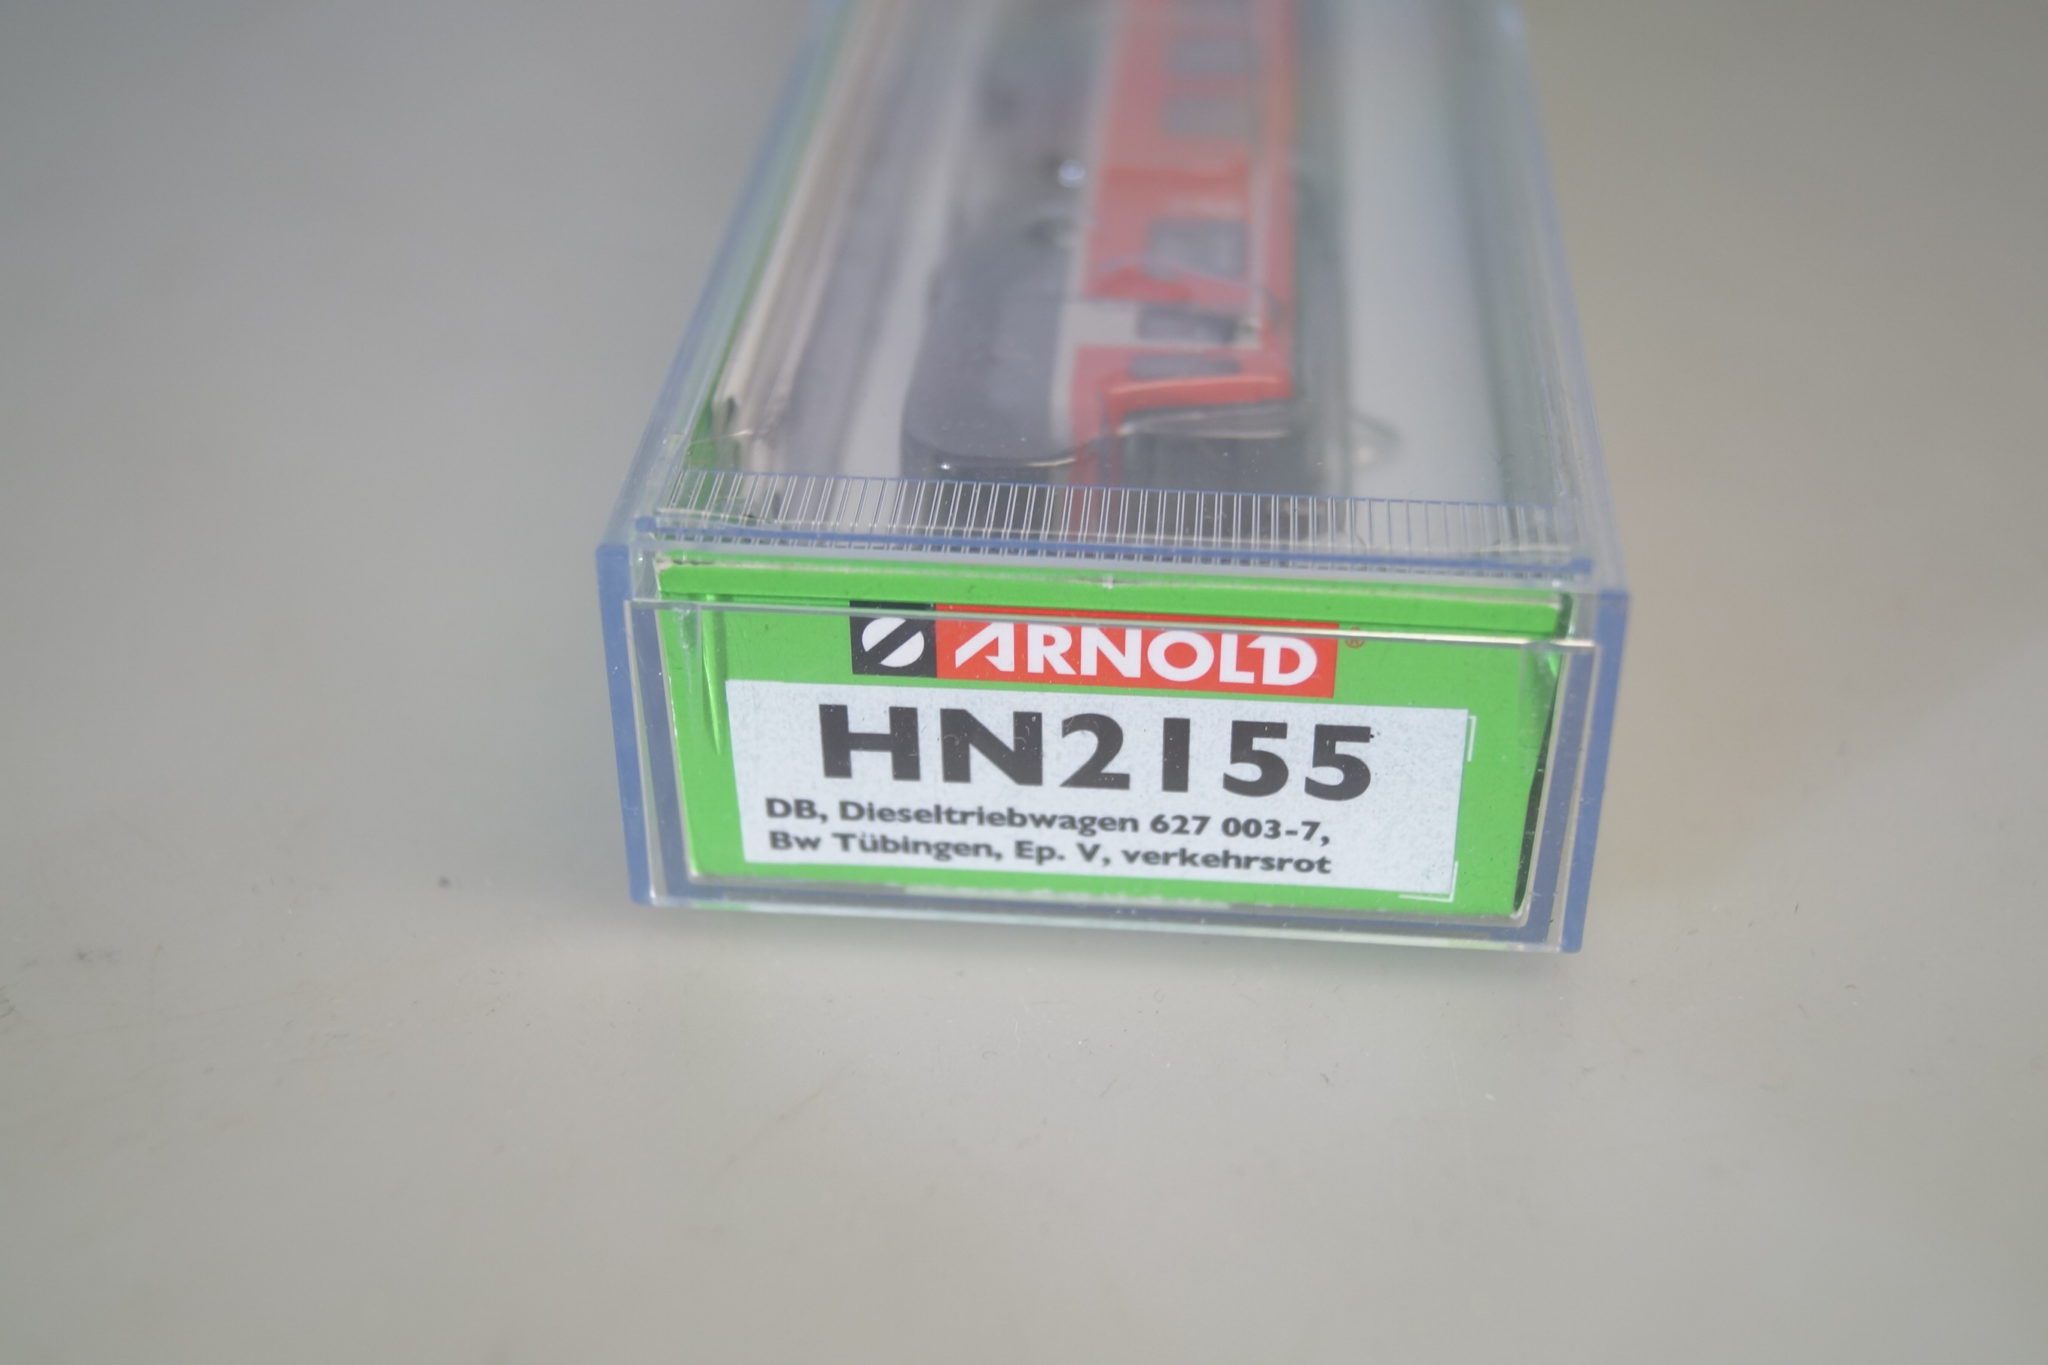 ARNOLD®
HN2155
DB, Dieseltriebwagen 627 003-7,
Bw Tübingen, Ep. V, verkehrsrot